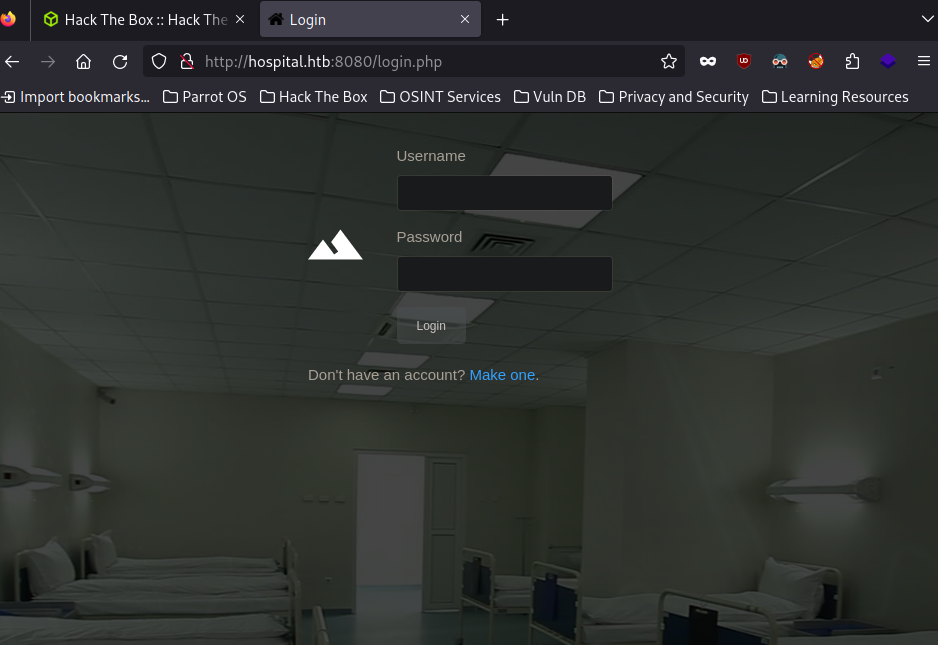 Hack The Box :: Hack The
Login
http://hospital.htb:8080/login.php
UD
Import bookmarks... Parrot OS Hack The Box OSINT Services Vuln DB Privacy and Security Learning Resources
Username
Password
Login
Don't have an account? Make one.